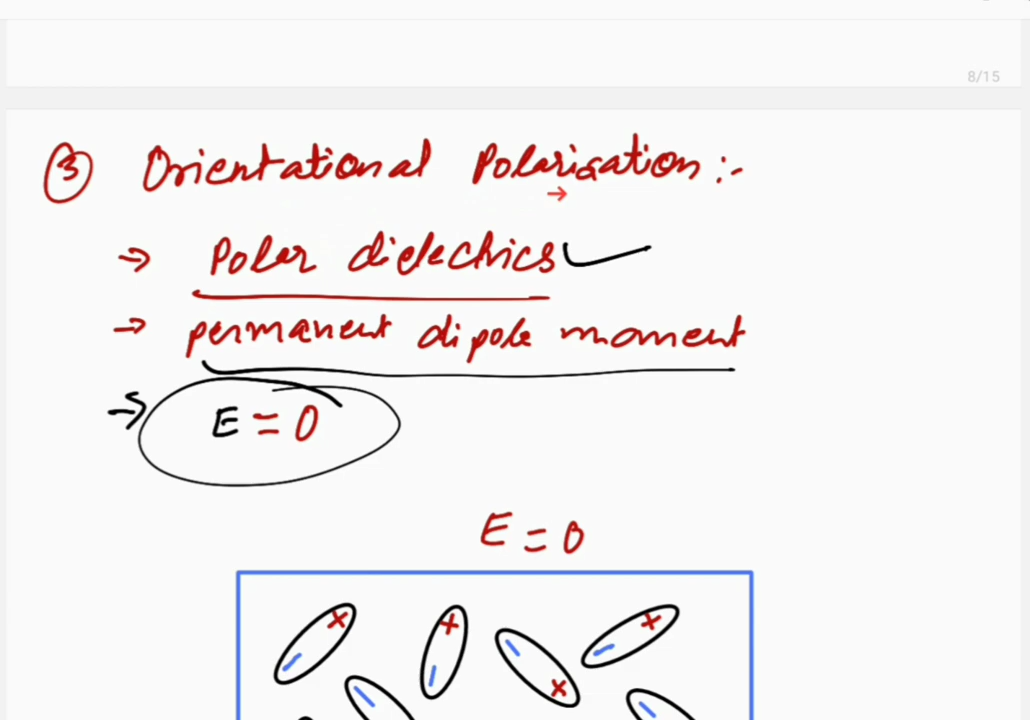 8/15
③ Orientational Polarisation :-
→ Polar dielectrics
→ permanent dipole moment
→ E = 0
E = 0
+ + + +
- - - -
- -